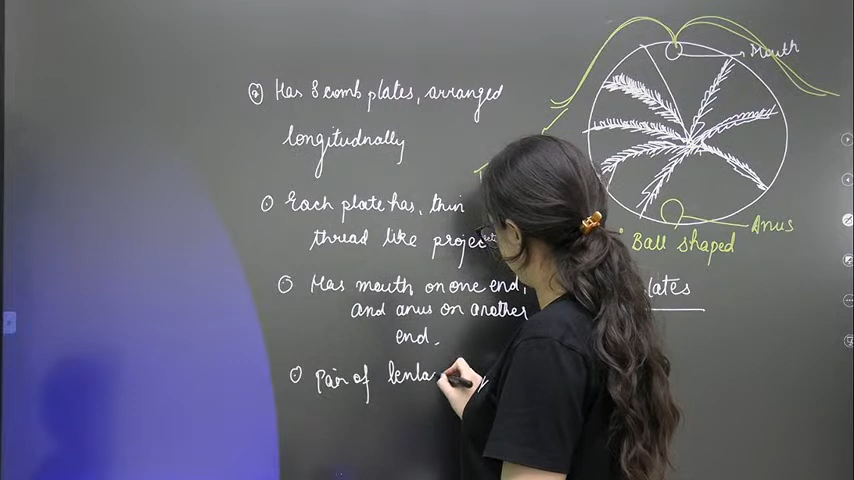 Has 8 comb plates, arranged
longitudnally
Each plate has, thin
thread like projec
Has mouth on one end,
and anus on another
end.
pair of tenta
Mouth
Anus
Ball shaped
lates